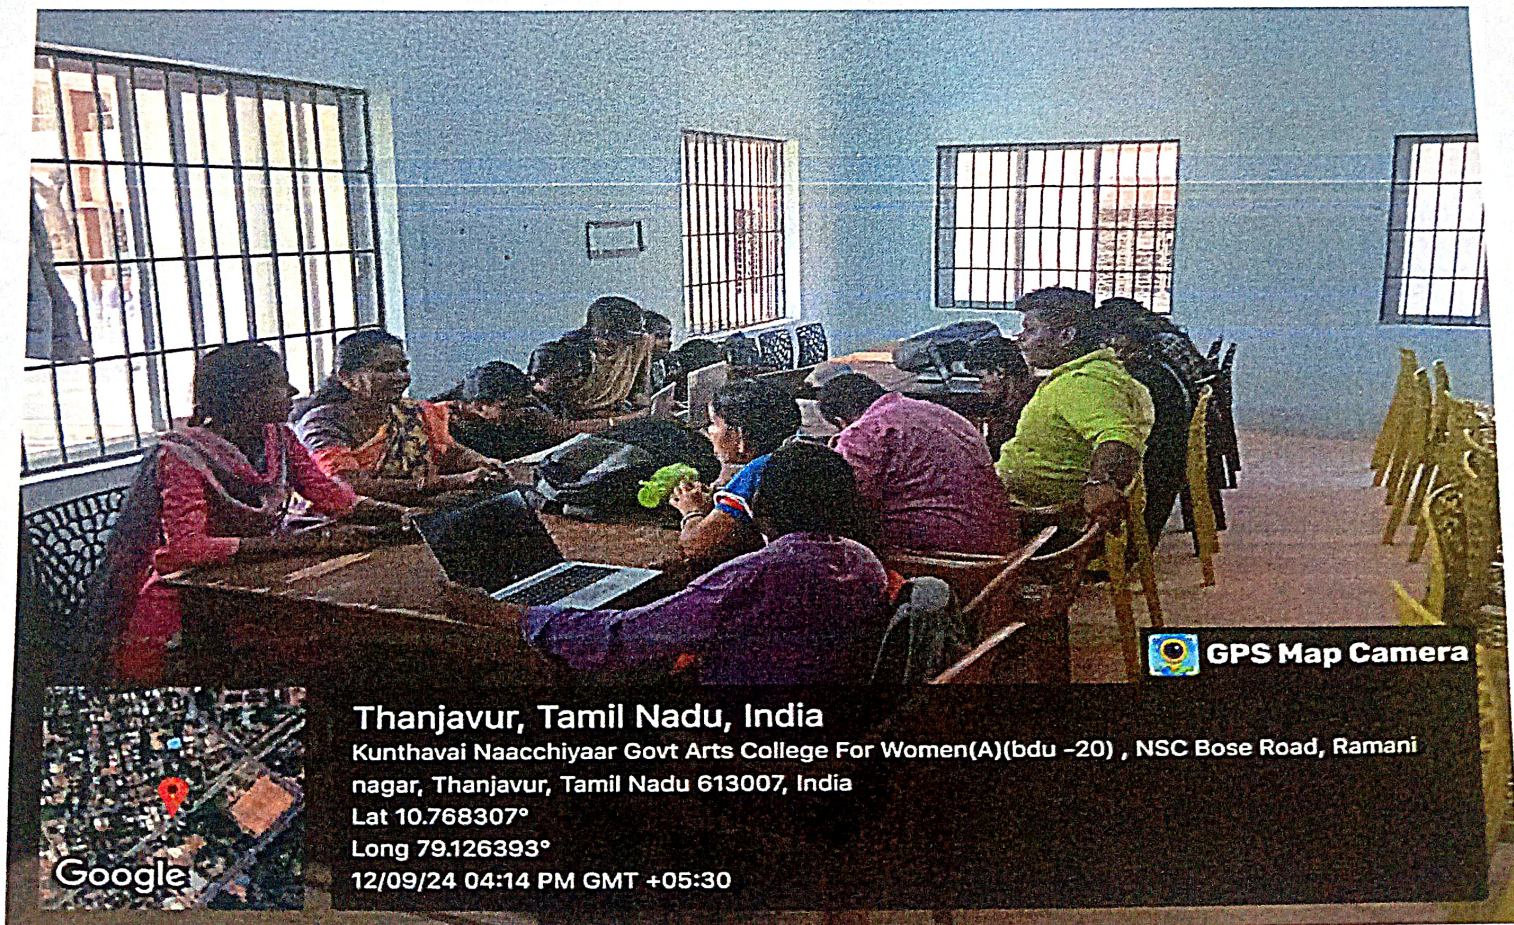 GPS Map Camera
Thanjavur, Tamil Nadu, India
Kunthavai Naacchiyaar Govt Arts College For Women(A)(bdu -20) , NSC Bose Road, Ramani
nagar, Thanjavur, Tamil Nadu 613007, India
Lat 10.768307°
Long 79.126393°
12/09/24 04:14 PM GMT +05:30
Google